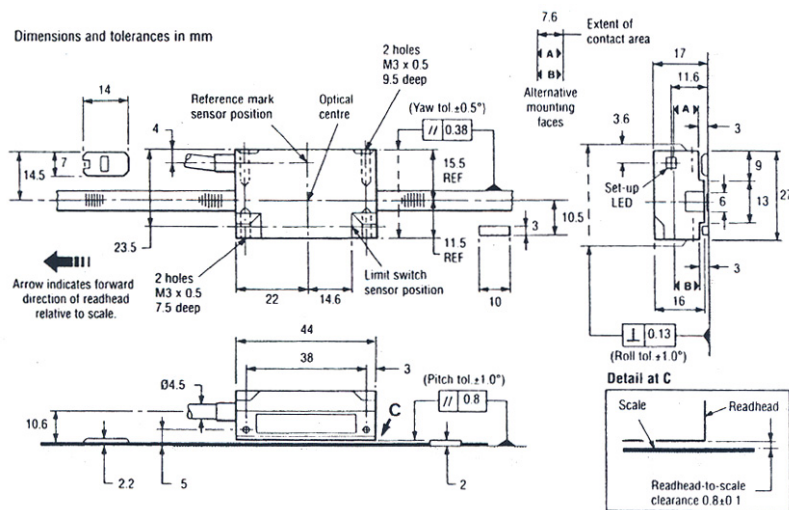 Dimensions and tolerances in mm
7.6
Extent of
contact area
A
B
Alternative
mounting
faces
2 holes
M3 x 0.5
9.5 deep
Reference mark
sensor position
Optical
centre
(Yaw tol.±0.5°)
// 0.38
14
4
7
14.5
23.5
15.5
REF
11.5
REF
10.5
3
10
Arrow indicates forward
direction of readhead
relative to scale.
2 holes
M3 x 0.5
7.5 deep
22
14.6
Limit switch
sensor position
17
11.6
A
3.6
3
Set-up
LED
9
6
13
27
3
B
16
⊥ 0.13
(Roll tol.±1.0°)
44
38
3
Ø4.5
(Pitch tol.±1.0°)
// 0.8
C
10.6
2.2
5
2
Detail at C
Scale
Readhead
Readhead-to-scale
clearance 0.8±0 1